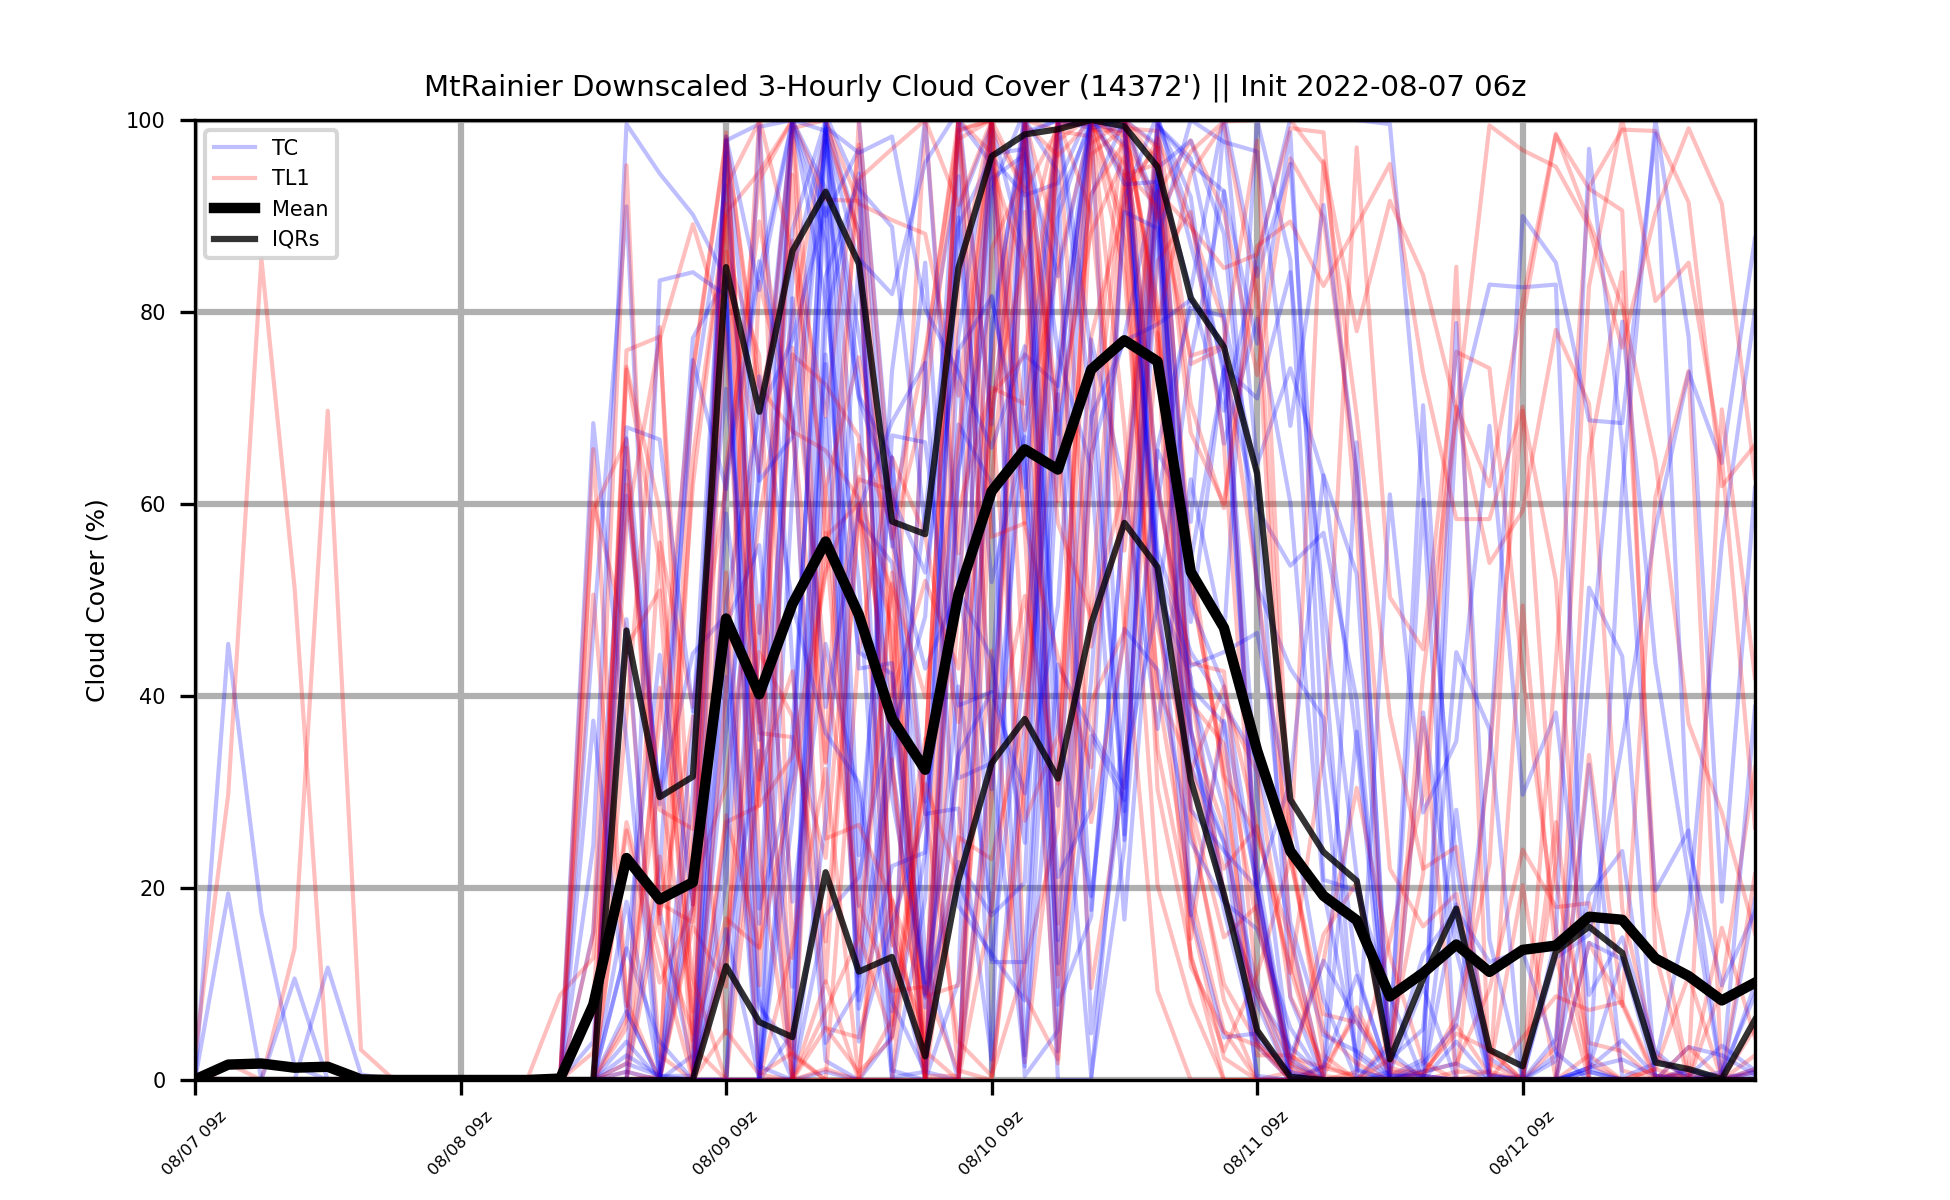 MtRainier Downscaled 3-Hourly Cloud Cover (14372') || Init 2022-08-07 06z
100
80
60
40
20
0
Cloud Cover (%)
TC
TL1
Mean
IQRs
08/07 09z
08/08 09z
08/09 09z
08/10 09z
08/11 09z
08/12 09z